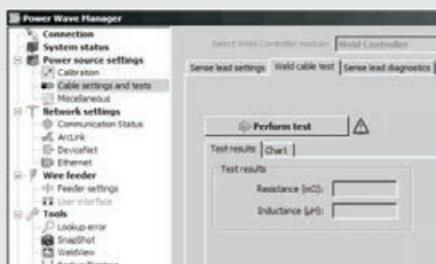 Power Wave Manager
Connection
System status
Power source settings
Calibration
Cable settings and tests
Miscellaneous
Network settings
Communication Status
ArcLink
DeviceNet
Ethernet
Wire feeder
Feeder settings
User interface
Tools
Lookup error
SnapShot
WeldView
Select Weld Controller module:
Weld Controller
Sense lead settings
Weld cable test
Sense lead diagnostics
Perform test
Test results
Chart
Test results
Resistance (mΩ):
Inductance (µH):